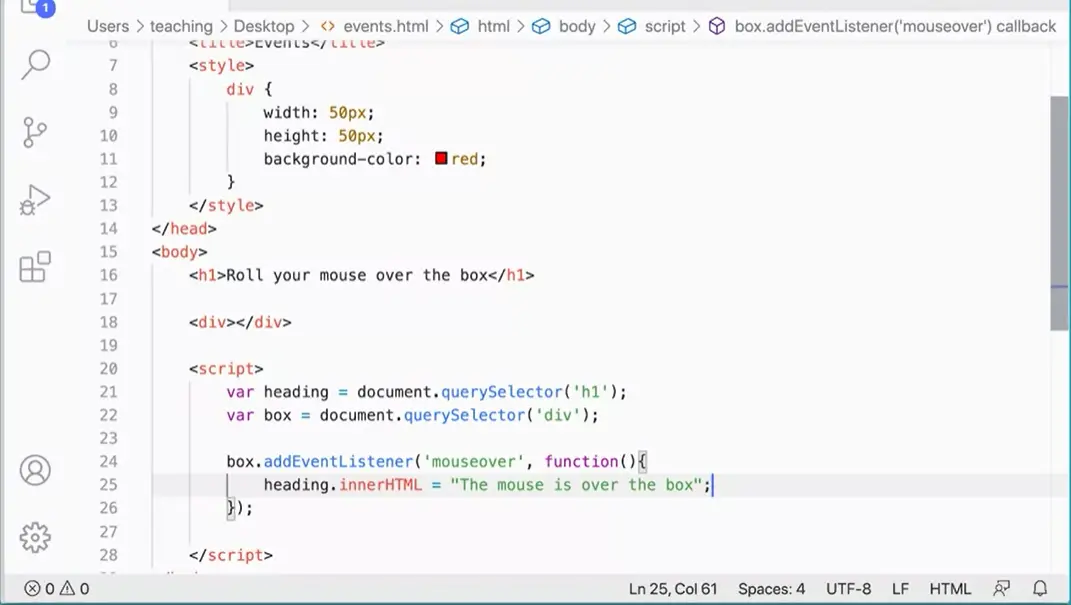 1
Users > teaching > Desktop > <> events.html > html > body > script > box.addEventListener('mouseover') callback
6 <title>Events</title>
7 <style>
8 div {
9 width: 50px;
10 height: 50px;
11 background-color: red;
12 }
13 </style>
14 </head>
15 <body>
16 <h1>Roll your mouse over the box</h1>
17
18 <div></div>
19
20 <script>
21 var heading = document.querySelector('h1');
22 var box = document.querySelector('div');
23
24 box.addEventListener('mouseover', function(){
25 heading.innerHTML = "The mouse is over the box";
26 });
27
28 </script>
0 0 Ln 25, Col 61 Spaces: 4 UTF-8 LF HTML